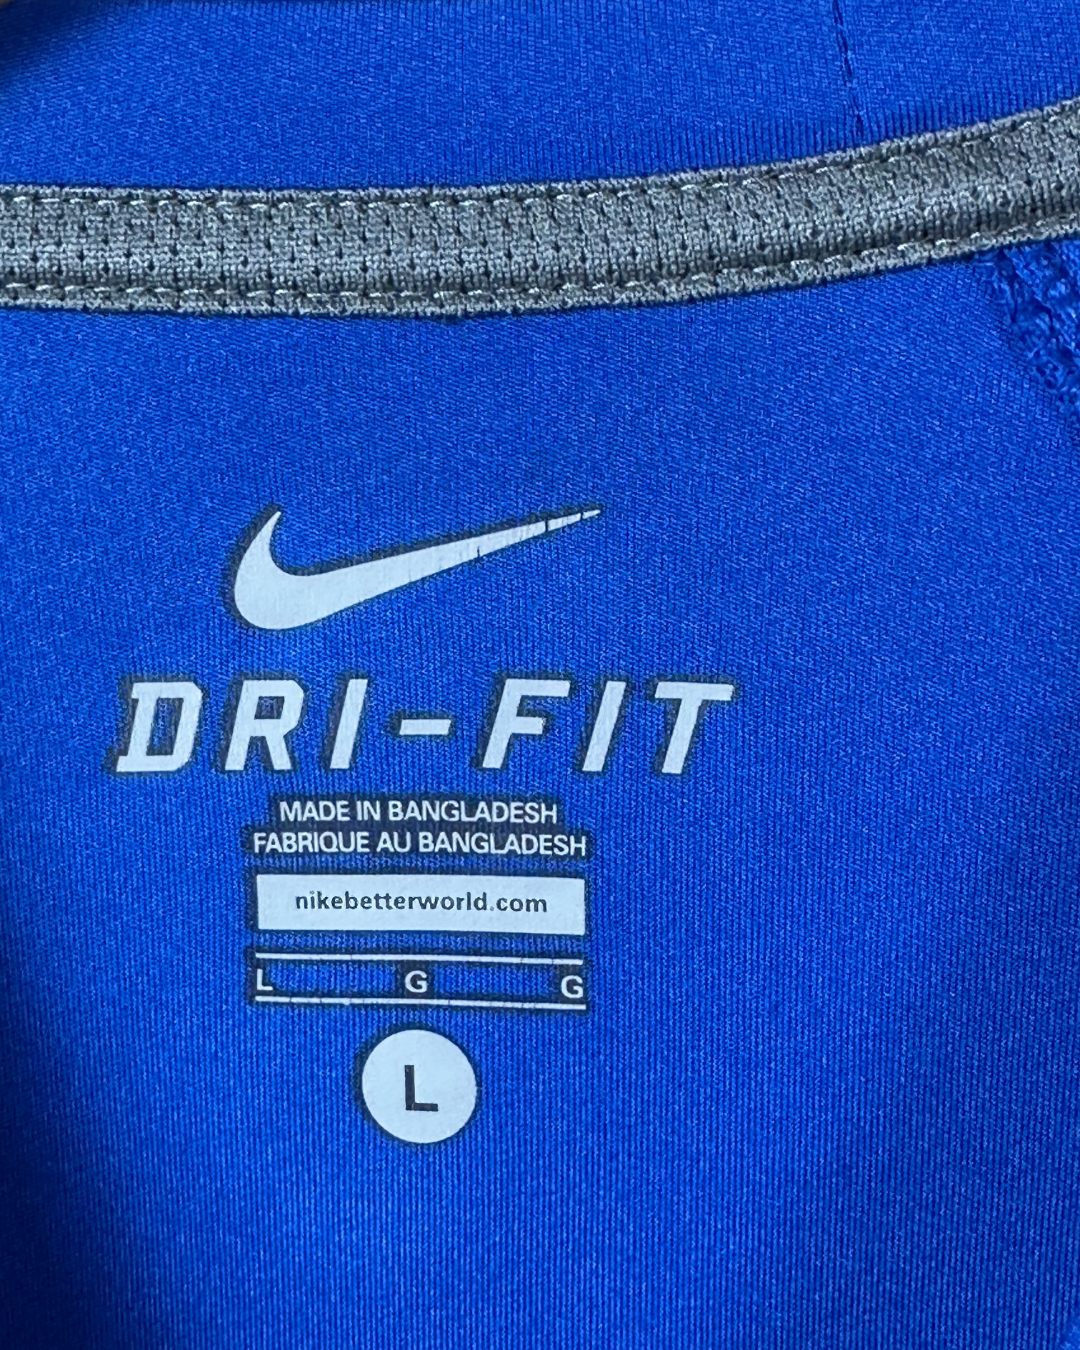 DRI-FIT
MADE IN BANGLADESH
FABRIQUE AU BANGLADESH
nikebetterworld.com
L G G
L